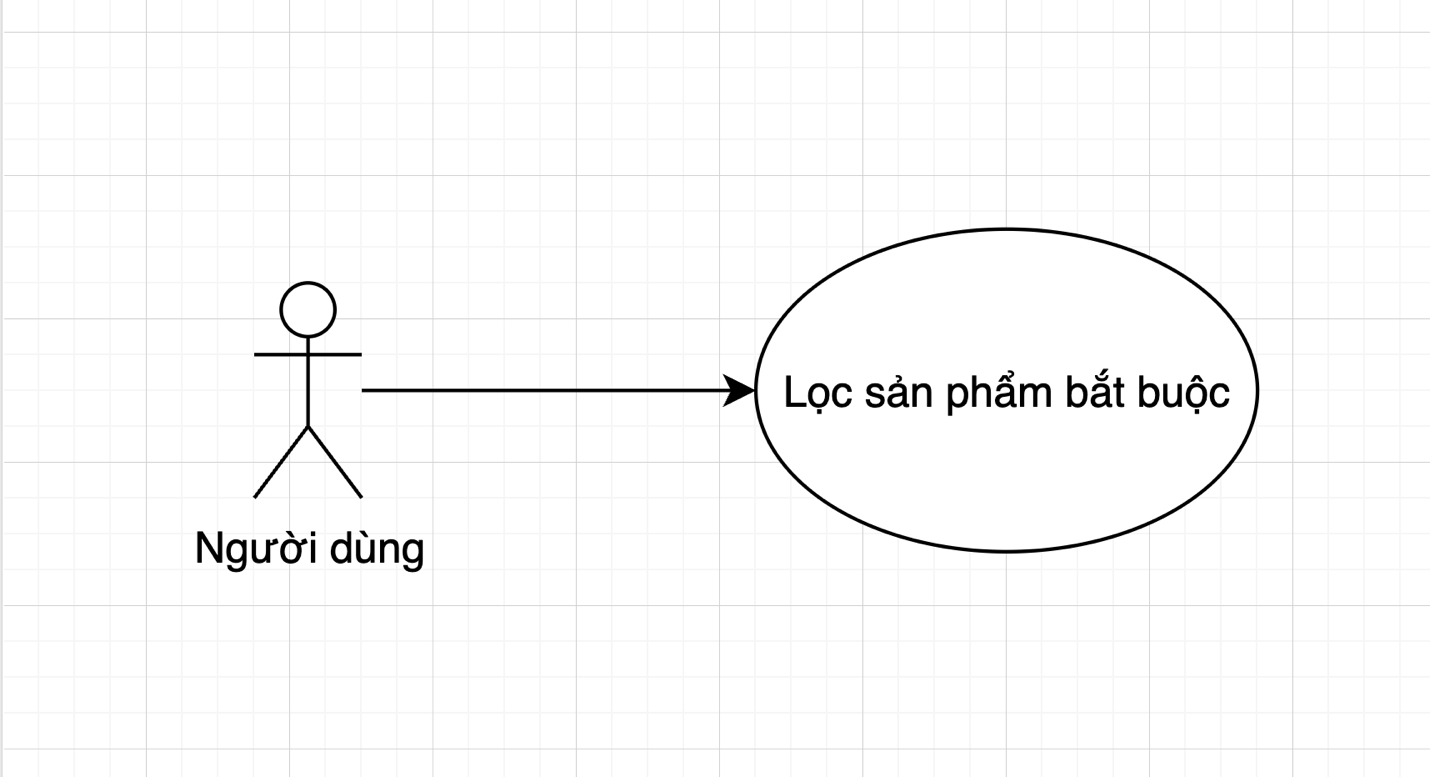 Lọc sản phẩm bắt buộc
Người dùng